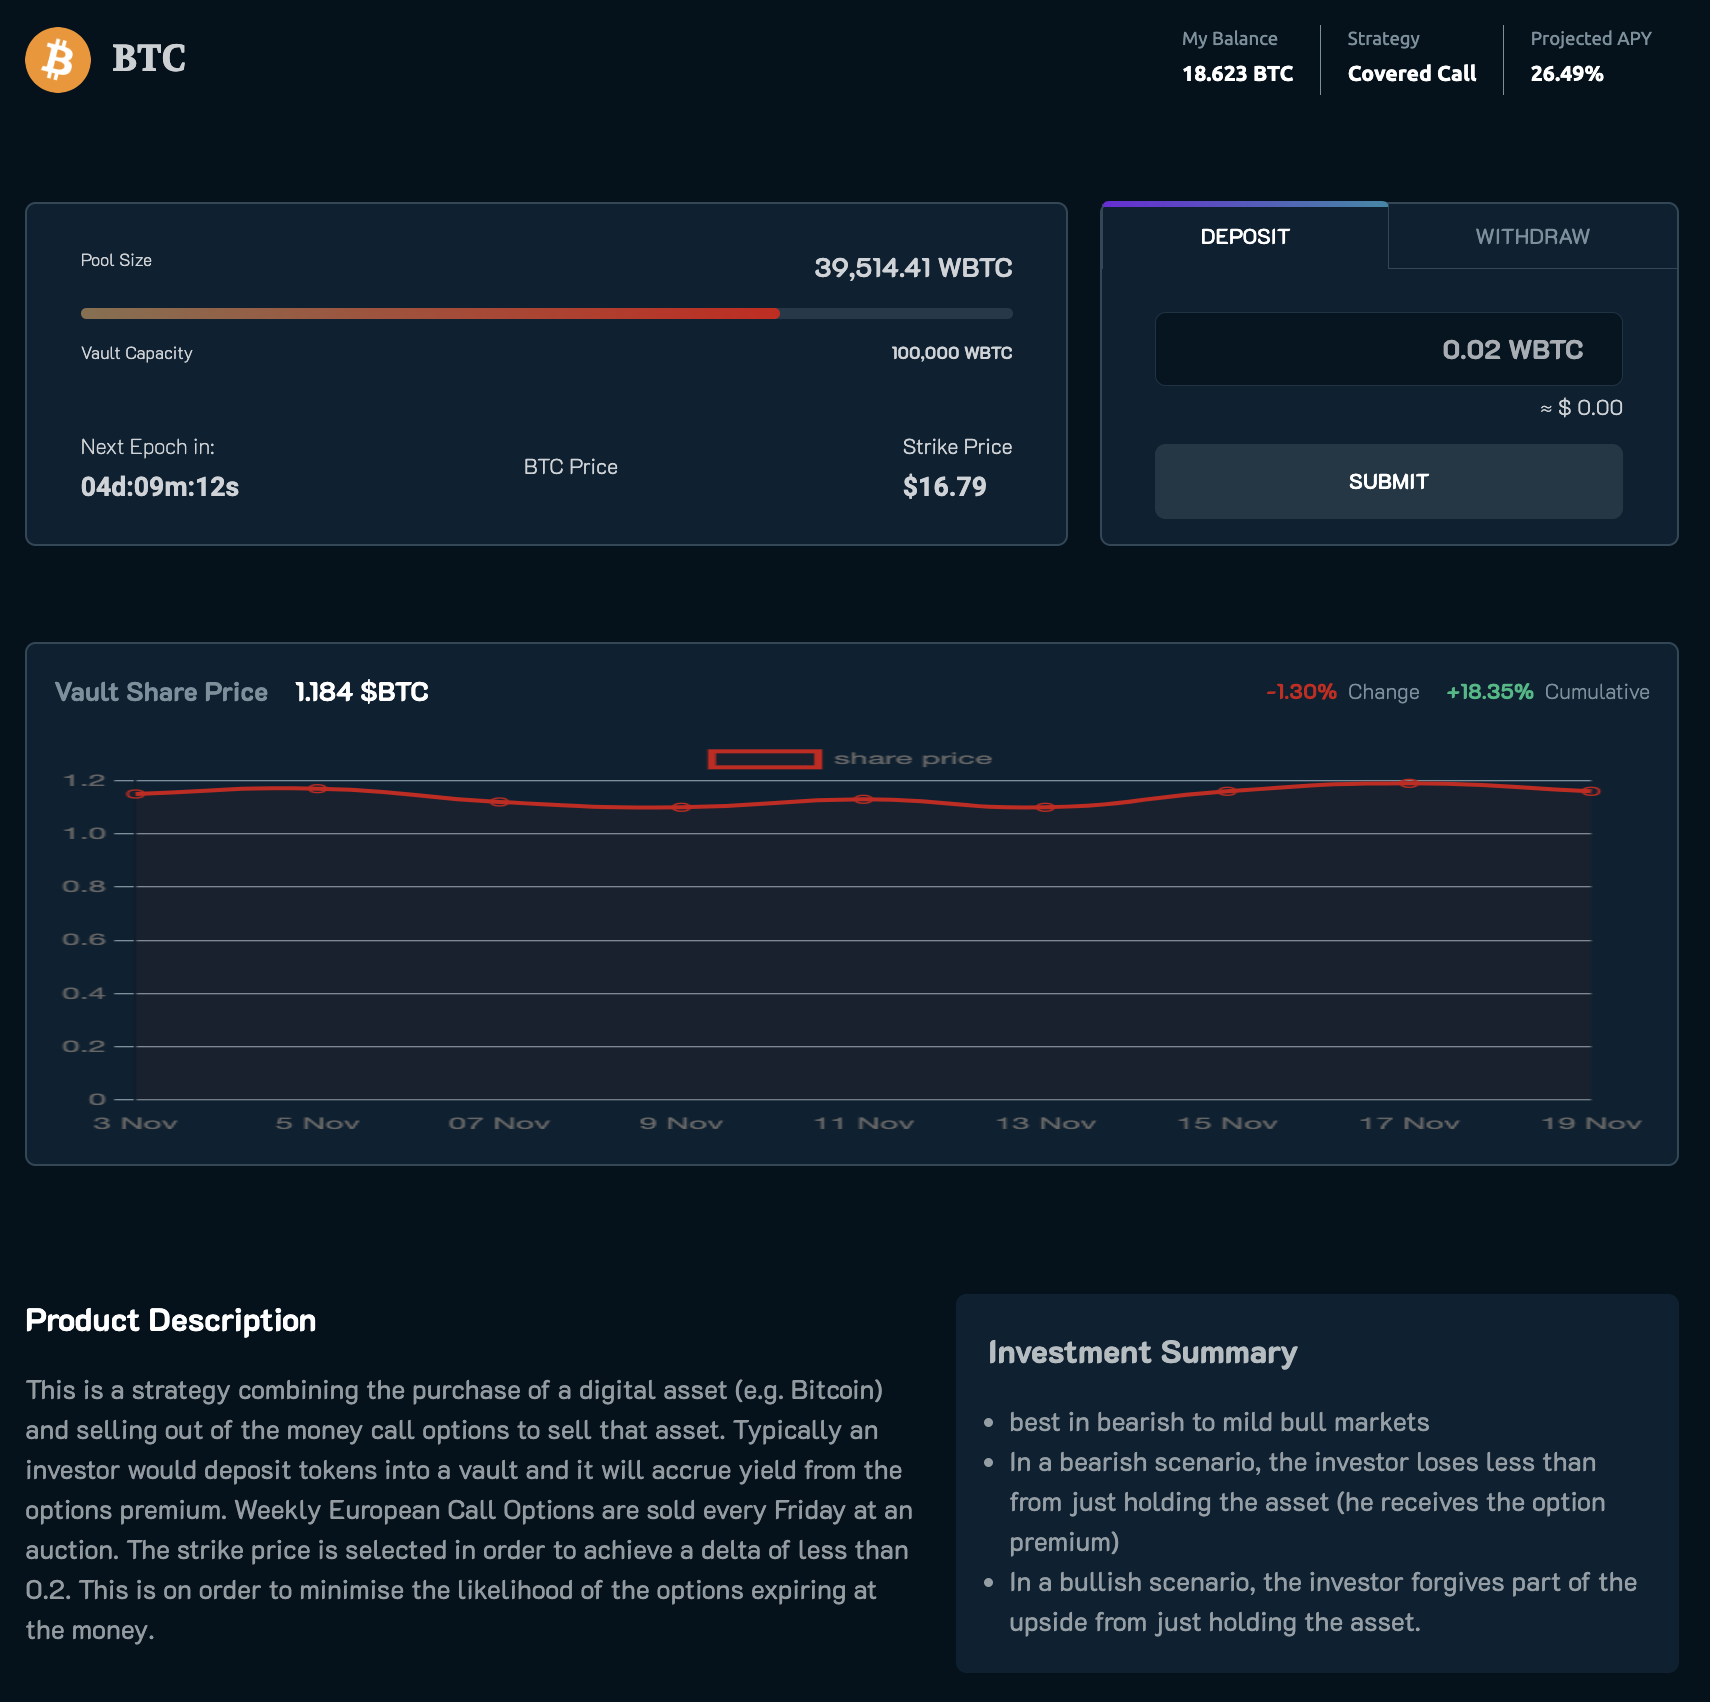 BTC
My Balance
18.623 BTC
Strategy
Covered Call
Projected APY
26.49%
Pool Size
39,514.41 WBTC
Vault Capacity
100,000 WBTC
Next Epoch in:
04d:09m:12s
BTC Price
Strike Price
$16.79
DEPOSIT
WITHDRAW
0.02 WBTC
≈ $ 0.00
SUBMIT
Vault Share Price 1.184 $BTC
-1.30% Change +18.35% Cumulative
share price
1.2
1.0
0.8
0.6
0.4
0.2
0
3 Nov 5 Nov 07 Nov 9 Nov 11 Nov 13 Nov 15 Nov 17 Nov 19 Nov
Product Description
This is a strategy combining the purchase of a digital asset (e.g. Bitcoin)
and selling out of the money call options to sell that asset. Typically an
investor would deposit tokens into a vault and it will accrue yield from the
options premium. Weekly European Call Options are sold every Friday at an
auction. The strike price is selected in order to achieve a delta of less than
0.2. This is on order to minimise the likelihood of the options expiring at
the money.
Investment Summary
• best in bearish to mild bull markets
• In a bearish scenario, the investor loses less than
from just holding the asset (he receives the option
premium)
• In a bullish scenario, the investor forgives part of the
upside from just holding the asset.